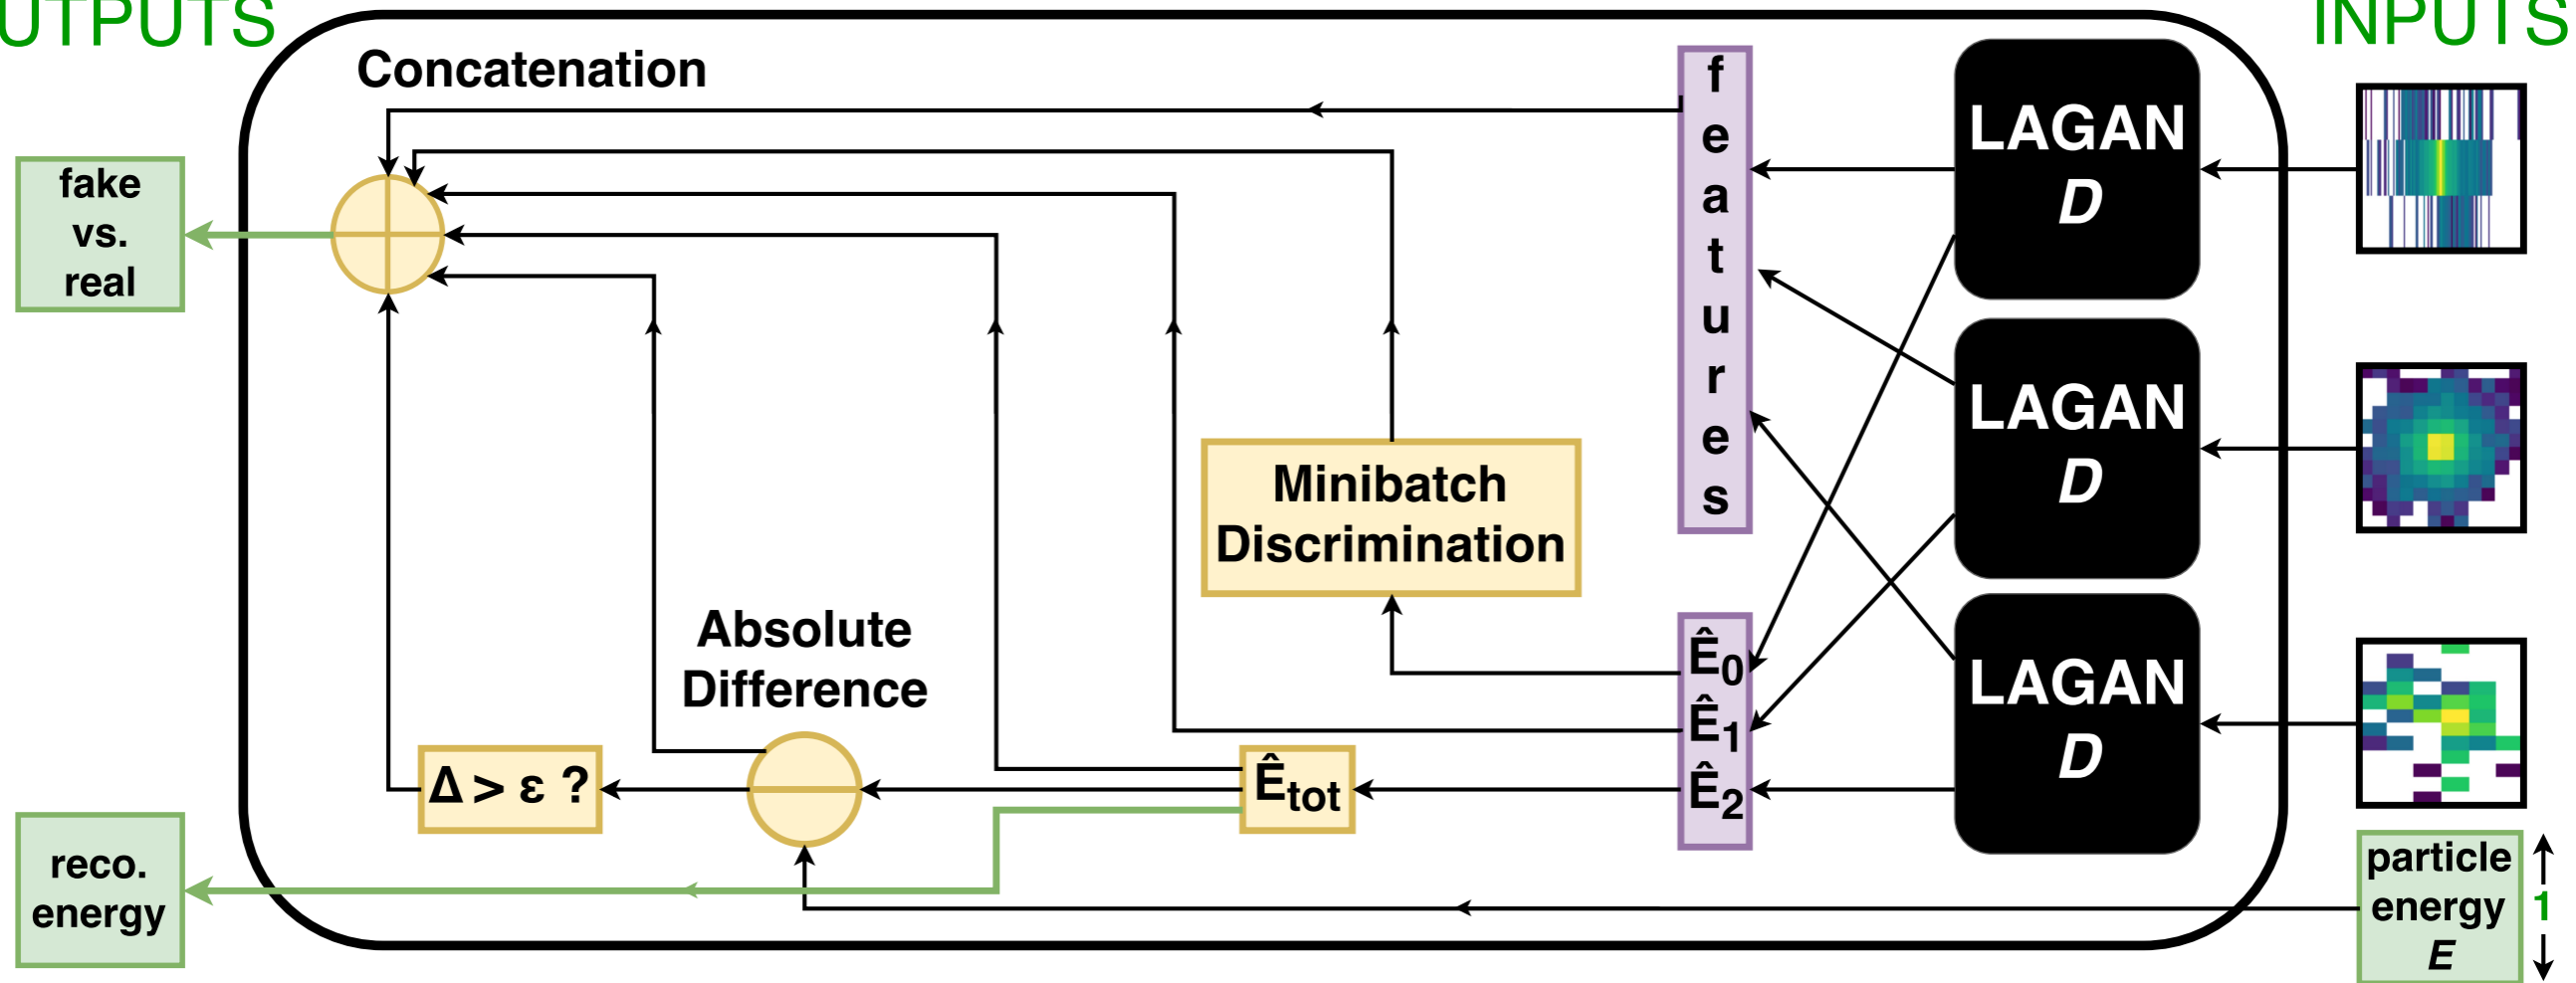 UTPUTS
INPUTS
Concatenation
fake
vs.
real
f
e
a
t
u
r
e
s
LAGAN
D
LAGAN
D
LAGAN
D
Minibatch
Discrimination
Absolute
Difference
Ê0
Ê1
Ê2
Δ > ε ?
Êtot
reco.
energy
particle
energy
E
1